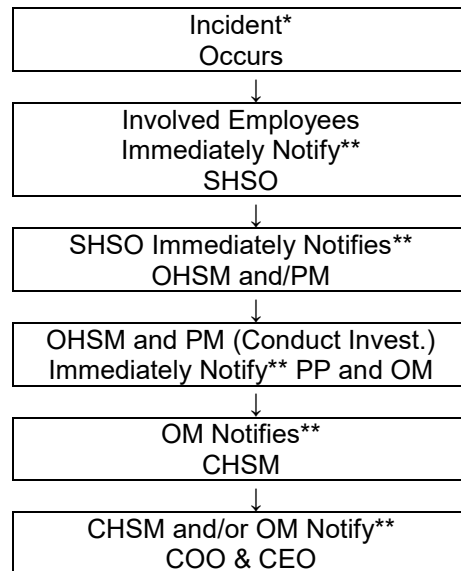 Incident*
Occurs
↓
Involved Employees
Immediately Notify**
SHSO
↓
SHSO Immediately Notifies**
OHSM and/PM
↓
OHSM and PM (Conduct Invest.)
Immediately Notify** PP and OM
↓
OM Notifies**
CHSM
↓
CHSM and/or OM Notify**
COO & CEO